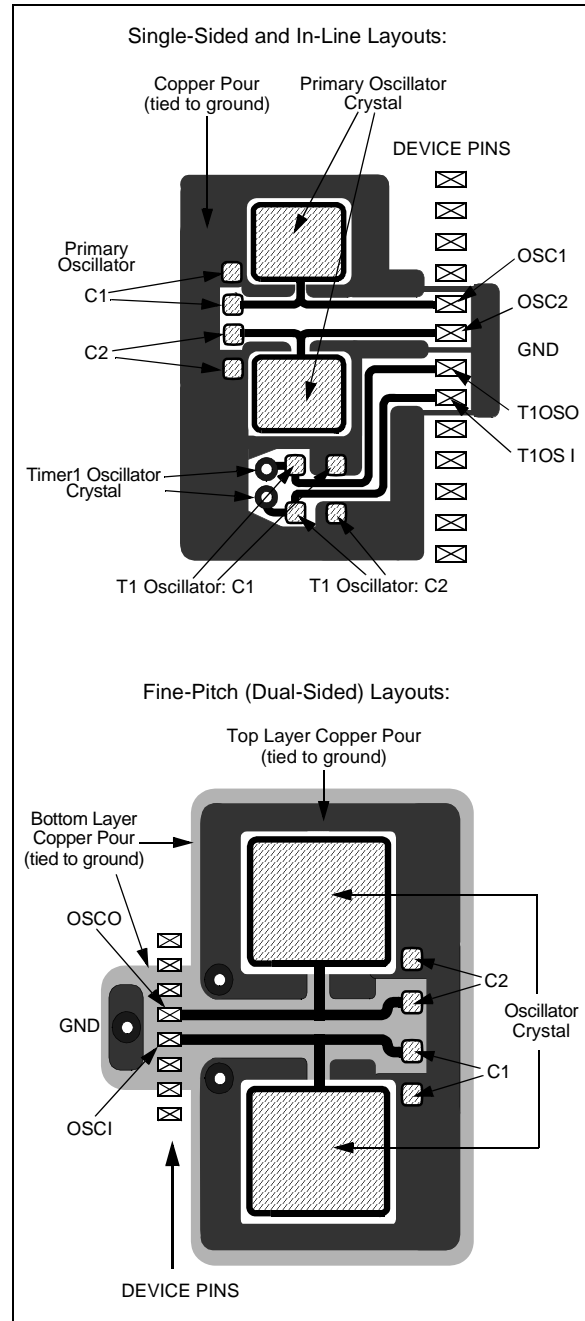 Single-Sided and In-Line Layouts:
Copper Pour
(tied to ground)
Primary Oscillator
Crystal
DEVICE PINS
Primary
Oscillator
C1
C2
OSC1
OSC2
GND
T1OSO
T1OS I
Timer1 Oscillator
Crystal
T1 Oscillator: C1
T1 Oscillator: C2
Fine-Pitch (Dual-Sided) Layouts:
Top Layer Copper Pour
(tied to ground)
Bottom Layer
Copper Pour
(tied to ground)
OSCO
GND
OSCI
C2
Oscillator
Crystal
C1
DEVICE PINS